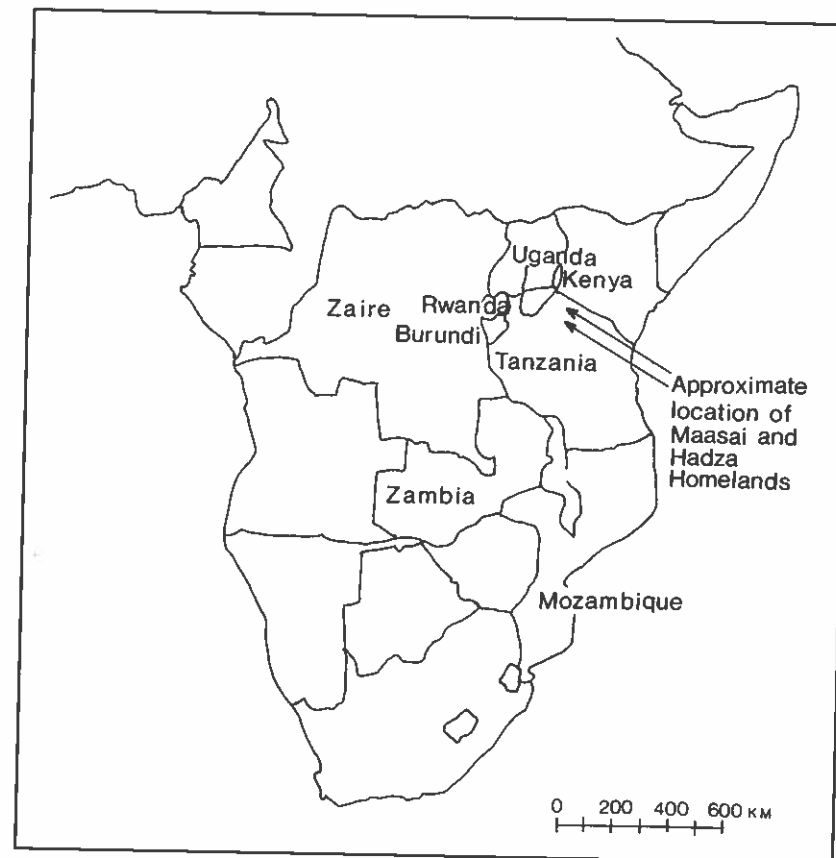 Uganda
Kenya
Zaire
Rwanda
Burundi
Tanzania
Approximate
location of
Maasai and
Hadza
Homelands
Zambia
Mozambique
0 200 400 600 KM